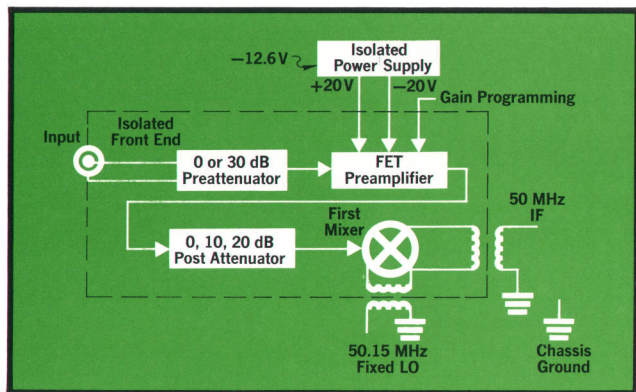 Isolated
Power Supply
−12.6V
+20V
−20V
Gain Programming
Input
Isolated
Front End
0 or 30 dB
Preattenuator
FET
Preamplifier
First
Mixer
50 MHz
IF
0, 10, 20 dB
Post Attenuator
50.15 MHz
Fixed LO
Chassis
Ground